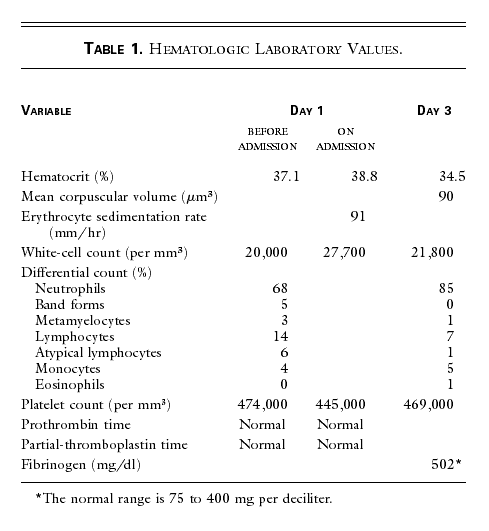 TABLE 1. HEMATOLOGIC LABORATORY VALUES.
VARIABLE DAY 1 DAY 3
BEFORE ADMISSION ON ADMISSION
Hematocrit (%) 37.1 38.8 34.5
Mean corpuscular volume (μm³) 90
Erythrocyte sedimentation rate 91
(mm/hr)
White-cell count (per mm³) 20,000 27,700 21,800
Differential count (%)
Neutrophils 68 85
Band forms 5 0
Metamyelocytes 3 1
Lymphocytes 14 7
Atypical lymphocytes 6 1
Monocytes 4 5
Eosinophils 0 1
Platelet count (per mm³) 474,000 445,000 469,000
Prothrombin time Normal Normal
Partial-thromboplastin time Normal Normal
Fibrinogen (mg/dl) 502*
*The normal range is 75 to 400 mg per deciliter.